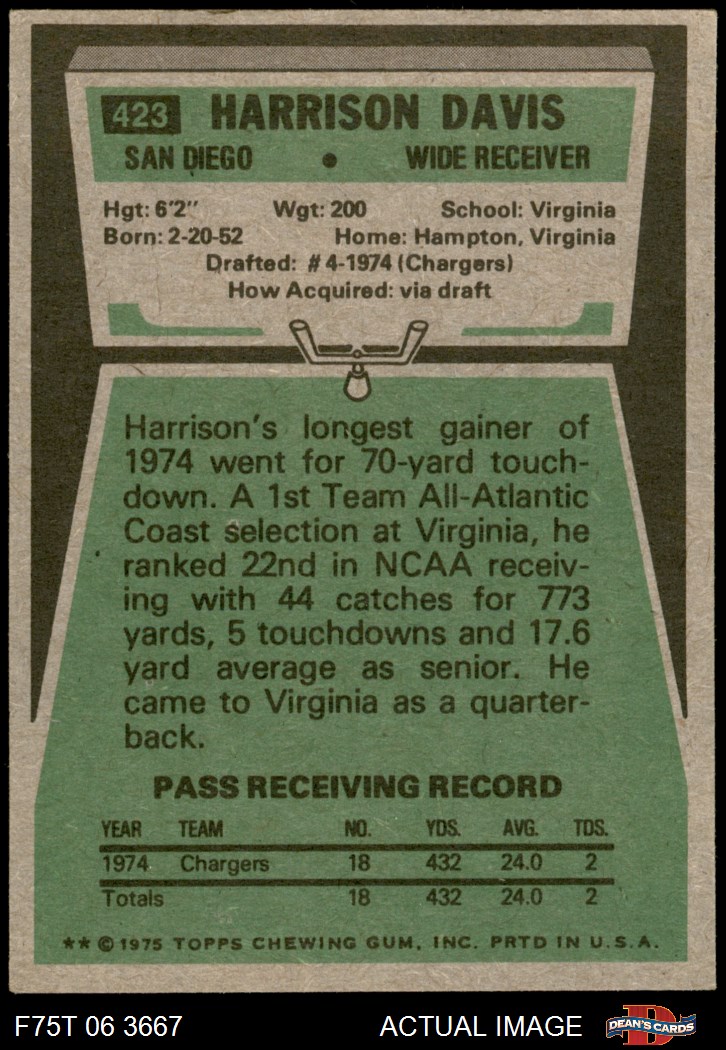 423 HARRISON DAVIS
SAN DIEGO • WIDE RECEIVER
Hgt: 6'2" Wgt: 200 School: Virginia
Born: 2-20-52 Home: Hampton, Virginia
Drafted: #4-1974 (Chargers)
How Acquired: via draft
Harrison's longest gainer of
1974 went for 70-yard touch-
down. A 1st Team All-Atlantic
Coast selection at Virginia, he
ranked 22nd in NCAA receiv-
ing with 44 catches for 773
yards, 5 touchdowns and 17.6
yard average as senior. He
came to Virginia as a quarter-
back.
PASS RECEIVING RECORD
YEAR TEAM NO. YDS. AVG. TDS.
1974 Chargers 18 432 24.0 2
Totals 18 432 24.0 2
** © 1975 TOPPS CHEWING GUM, INC. PRTD IN U.S.A.
F75T 06 3667 ACTUAL IMAGE D DEAN'S CARDS